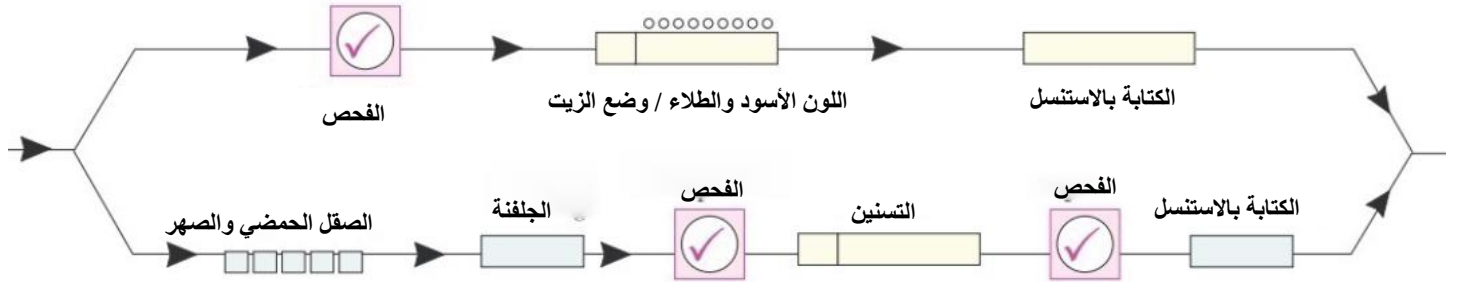 الفحص
اللون الأسود والطلاء / وضع الزيت
الكتابة بالاستنسل
الصقل الحمضي والصهر
الجلفنة
الفحص
التسنين
الفحص
الكتابة بالاستنسل